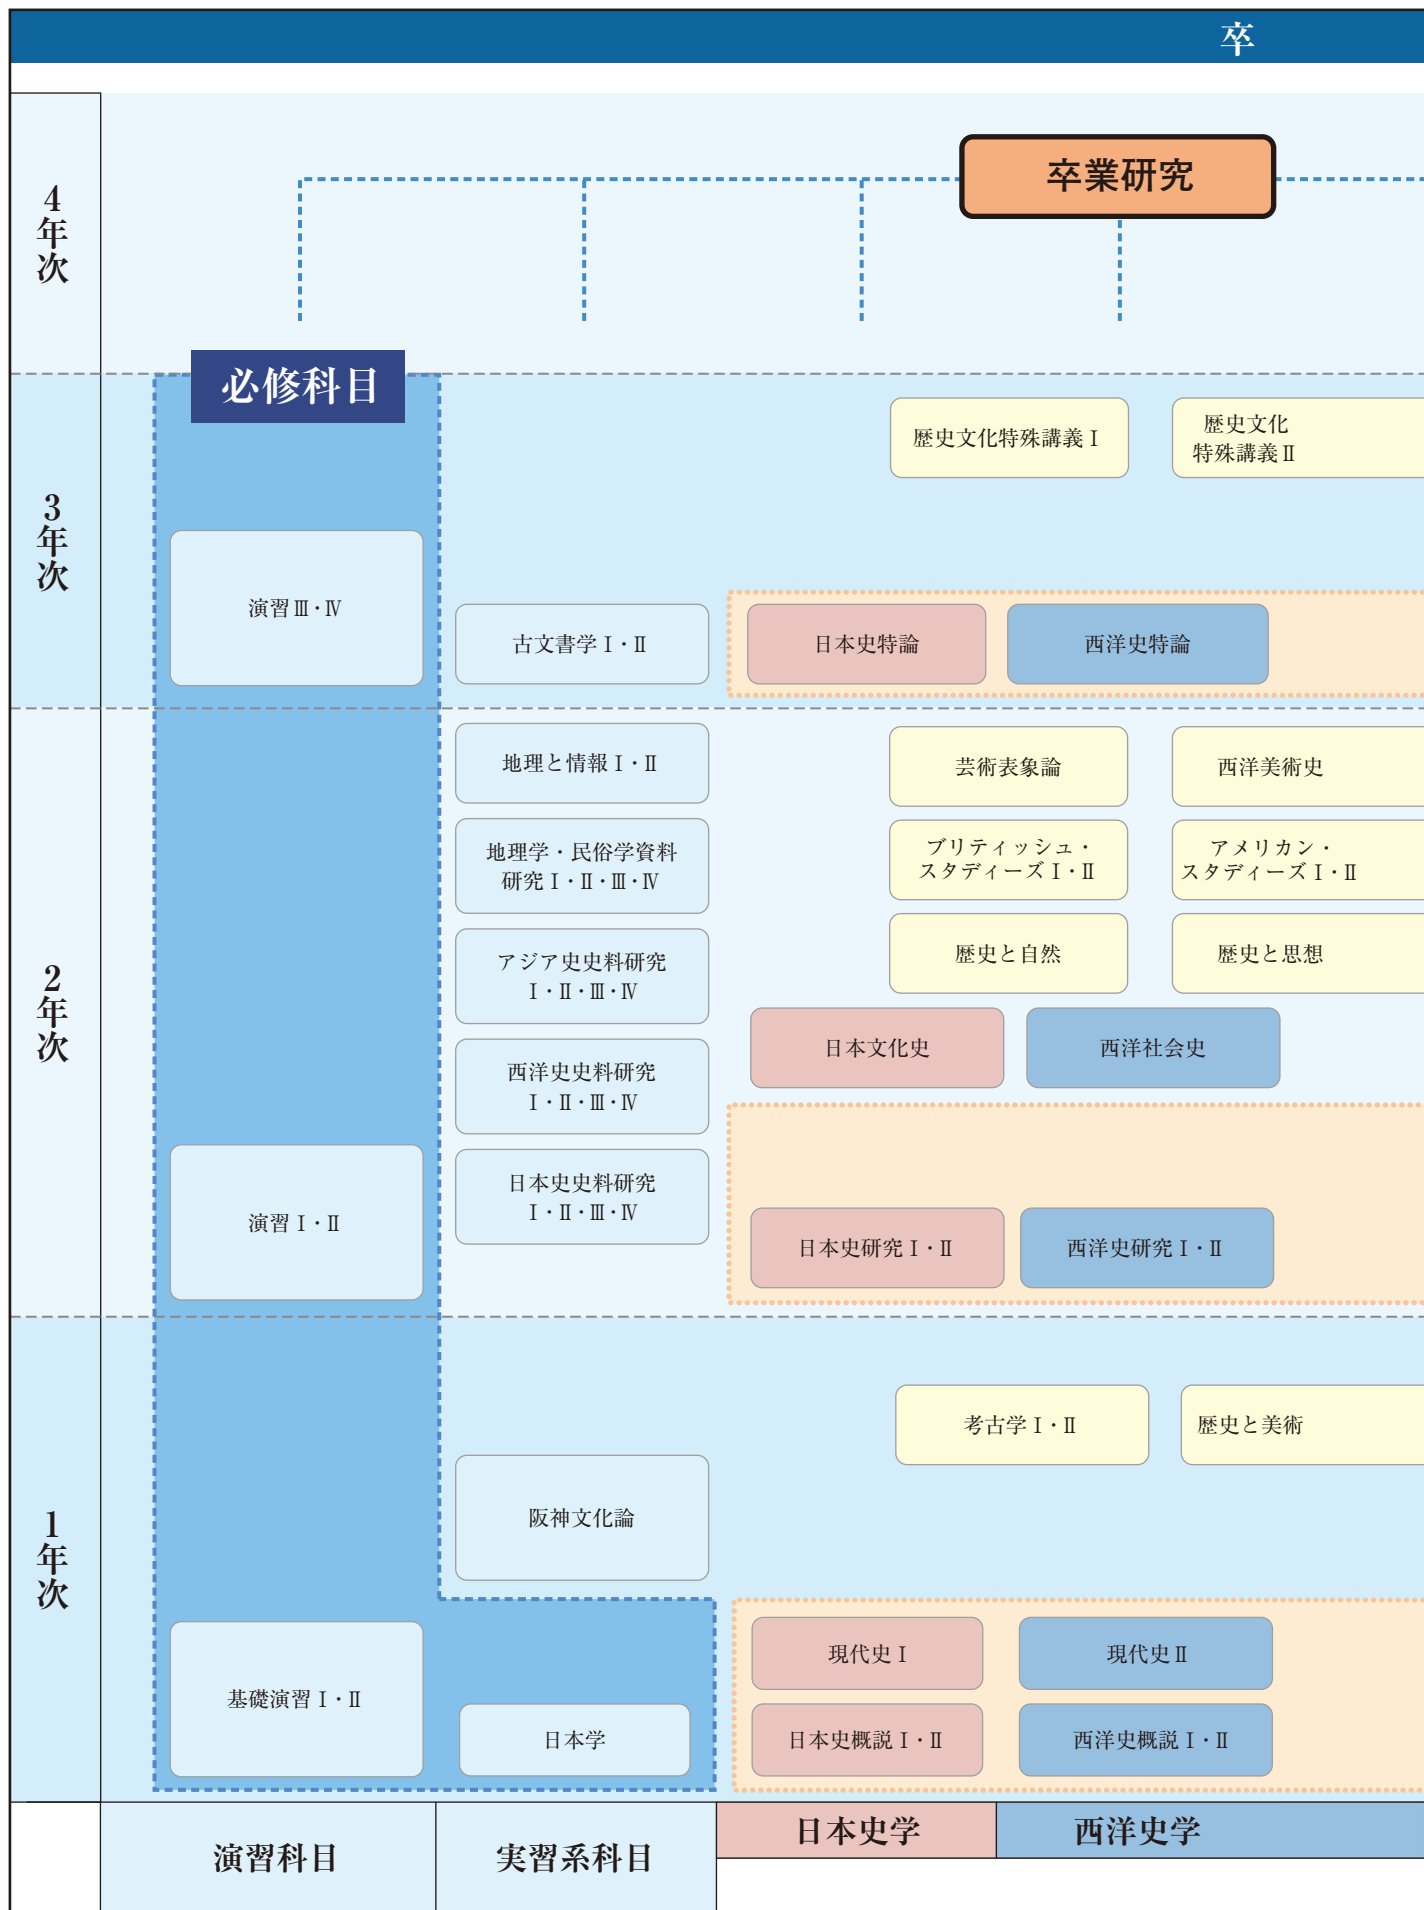 卒
4年次
卒業研究
必修科目
3年次
歴史文化特殊講義Ⅰ
歴史文化
特殊講義Ⅱ
演習Ⅲ・Ⅳ
古文書学Ⅰ・Ⅱ
日本史特論
西洋史特論
2年次
地理と情報Ⅰ・Ⅱ
芸術表象論
西洋美術史
地理学・民俗学資料
研究Ⅰ・Ⅱ・Ⅲ・Ⅳ
ブリティッシュ・
スタディーズⅠ・Ⅱ
アメリカン・
スタディーズⅠ・Ⅱ
アジア史史料研究
Ⅰ・Ⅱ・Ⅲ・Ⅳ
歴史と自然
歴史と思想
西洋史史料研究
Ⅰ・Ⅱ・Ⅲ・Ⅳ
日本文化史
西洋社会史
演習Ⅰ・Ⅱ
日本史史料研究
Ⅰ・Ⅱ・Ⅲ・Ⅳ
日本史研究Ⅰ・Ⅱ
西洋史研究Ⅰ・Ⅱ
1年次
考古学Ⅰ・Ⅱ
歴史と美術
阪神文化論
基礎演習Ⅰ・Ⅱ
日本学
現代史Ⅰ
現代史Ⅱ
日本史概説Ⅰ・Ⅱ
西洋史概説Ⅰ・Ⅱ
演習科目
実習系科目
日本史学
西洋史学